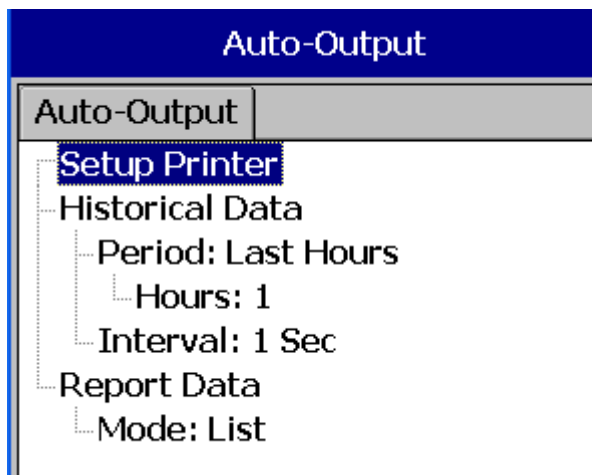 Auto-Output
Auto-Output
Setup Printer
Historical Data
Period: Last Hours
Hours: 1
Interval: 1 Sec
Report Data
Mode: List